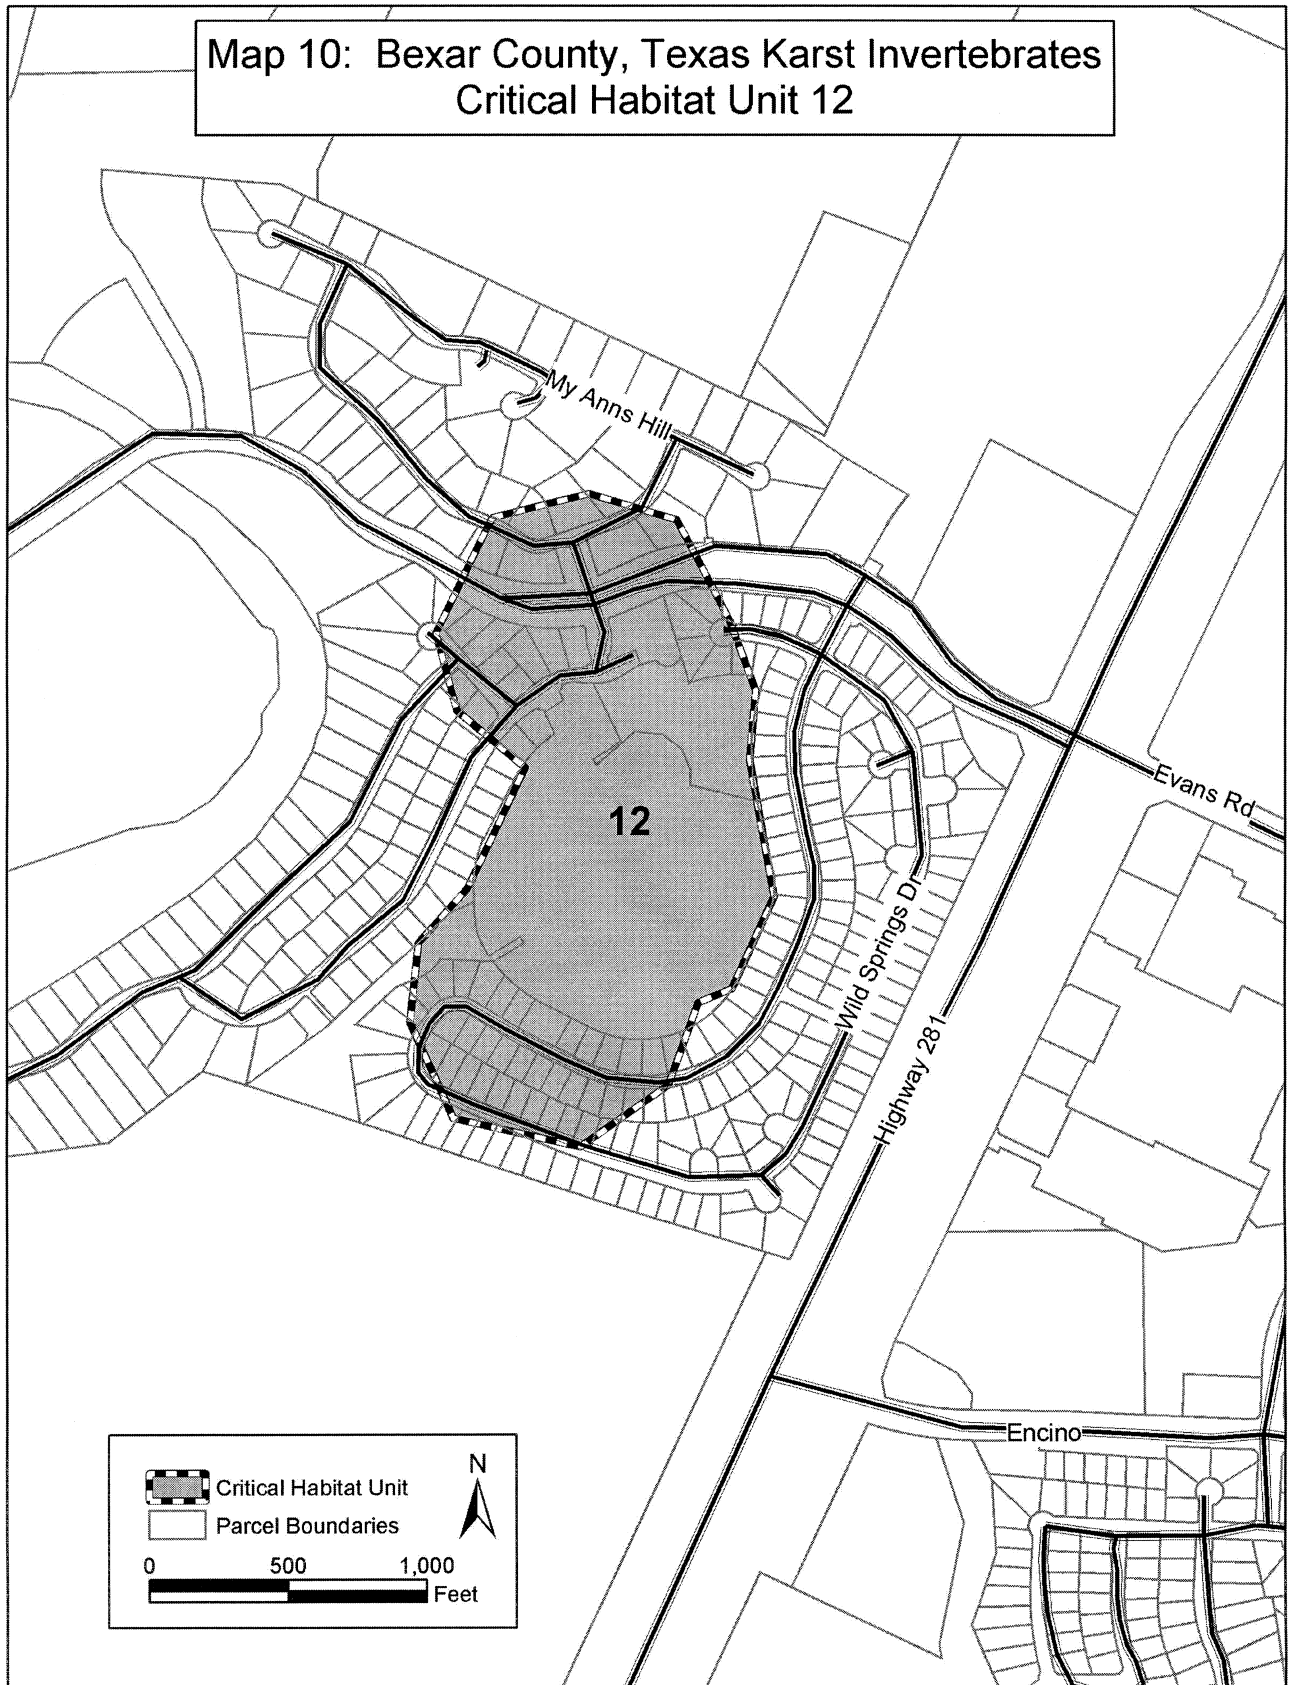 Map 10: Bexar County, Texas Karst Invertebrates
Critical Habitat Unit 12
My Anns Hill
Evans Rd
12
Wild Springs Dr
Highway 281
Encino
N
Critical Habitat Unit
Parcel Boundaries
0 500 1,000
Feet